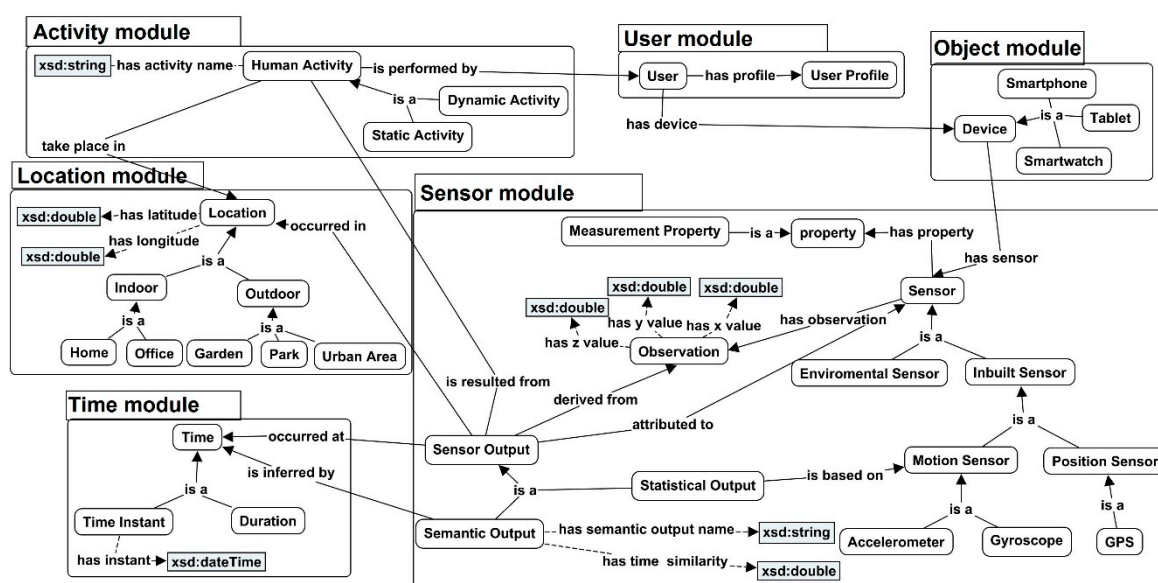 Activity module
xsd:string
has activity name
Human Activity
is performed by
is a
Dynamic Activity
Static Activity
take place in
User module
User
has profile
User Profile
has device
Object module
Smartphone
Device
is a
Tablet
Smartwatch
Location module
xsd:double
has latitude
Location
occurred in
has longitude
xsd:double
is a
Indoor
Outdoor
is a
is a
Home
Office
Garden
Park
Urban Area
Sensor module
Measurement Property
is a
property
has property
has sensor
Sensor
xsd:double
xsd:double
xsd:double
has y value
has x value
has observation
has z value
Observation
is a
Enviromental Sensor
Inbuilt Sensor
is resulted from
derived from
attributed to
is a
Time module
Time
occurred at
Sensor Output
is inferred by
Motion Sensor
Position Sensor
is a
is a
Statistical Output
is based on
Time Instant
Duration
is a
is a
Semantic Output
has semantic output name
xsd:string
Accelerometer
Gyroscope
GPS
has instant
xsd:dateTime
has time similarity
xsd:double